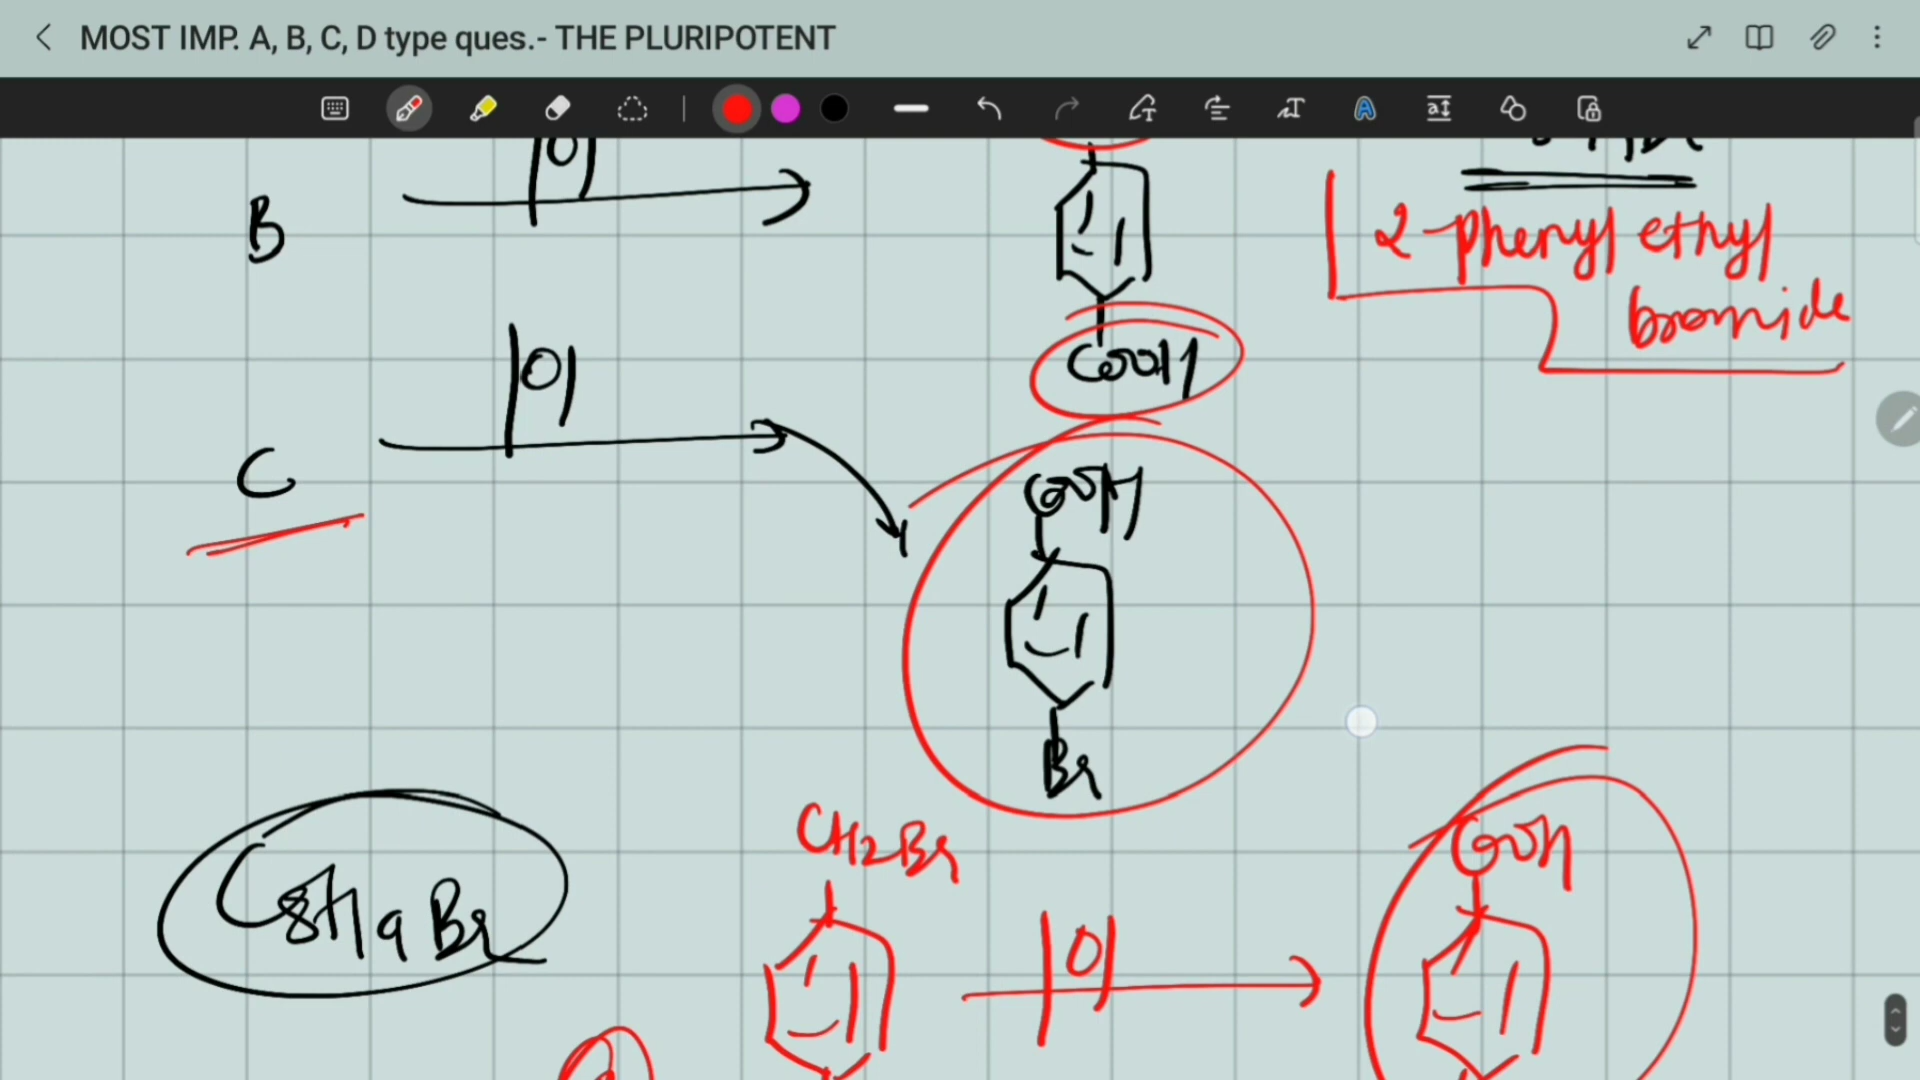 MOST IMP. A, B, C, D type ques.- THE PLURIPOTENT
B
|O|
2-phenyl ethyl
bromide
COOH
C
|O|
COOH
Br
C8H9Br
CH2Br
|O|
COOH